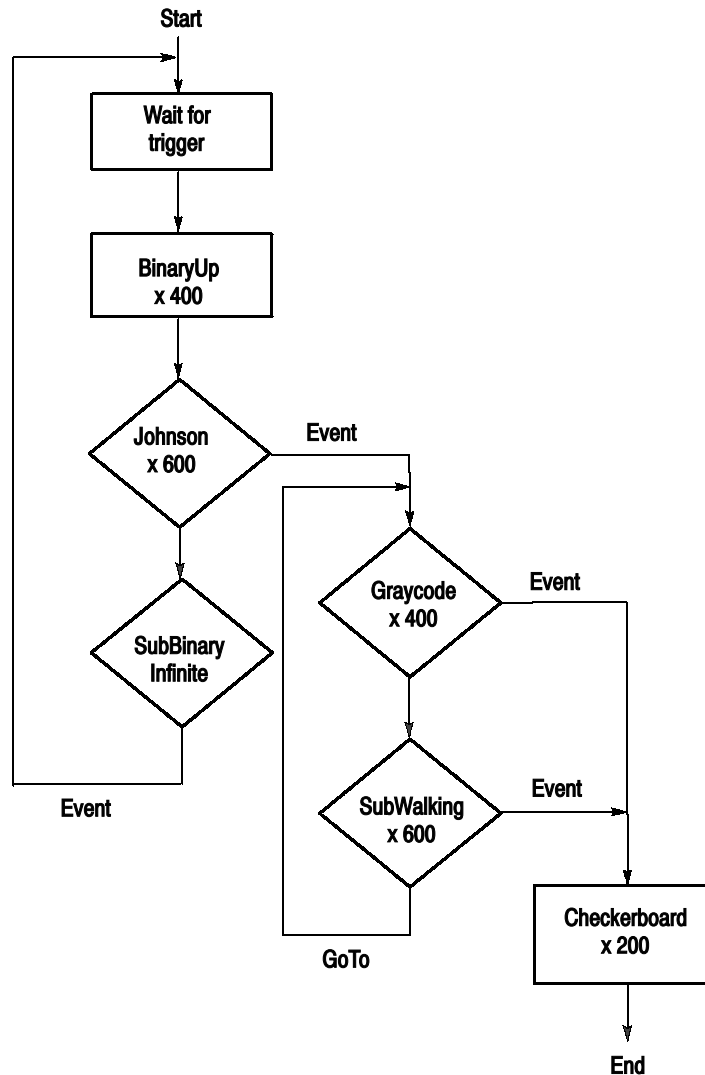 Start
Wait for
trigger
BinaryUp
x 400
Johnson
x 600
Event
Graycode
x 400
Event
SubBinary
Infinite
Event
SubWalking
x 600
Event
GoTo
Checkerboard
x 200
End